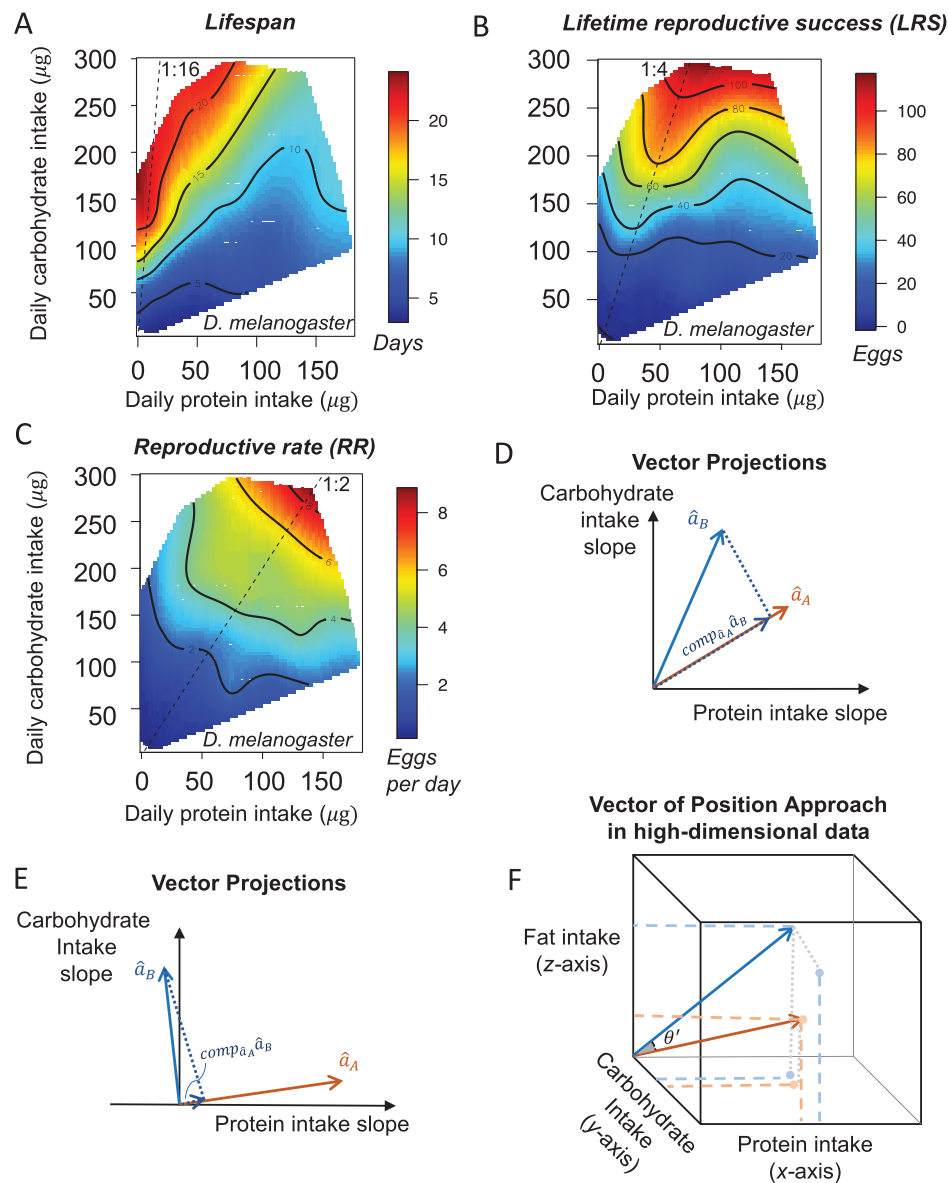 A
Lifespan
Daily carbohydrate intake (μg)
300
250
200
150
100
50
1:16
20
15
10
5
D. melanogaster
0
50
100
150
Daily protein intake (μg)
20
15
10
5
Days
B
Lifetime reproductive success (LRS)
300
250
200
150
100
50
1:4
100
80
60
40
20
D. melanogaster
0
50
100
150
Daily protein intake (μg)
100
80
60
40
20
0
Eggs
C
Reproductive rate (RR)
Daily carbohydrate intake (μg)
300
250
200
150
100
50
1:2
6
4
2
D. melanogaster
0
50
100
150
Daily protein intake (μg)
8
6
4
2
Eggs
per day
D
Vector Projections
Carbohydrate
intake
slope
â_B
â_A
comp_{â_A} â_B
Protein intake slope
E
Vector Projections
Carbohydrate
Intake
slope
â_B
comp_{â_A} â_B
â_A
Protein intake slope
F
Vector of Position Approach
in high-dimensional data
Fat intake
(z-axis)
θ′
Carbohydrate
Intake
(y-axis)
Protein intake
(x-axis)